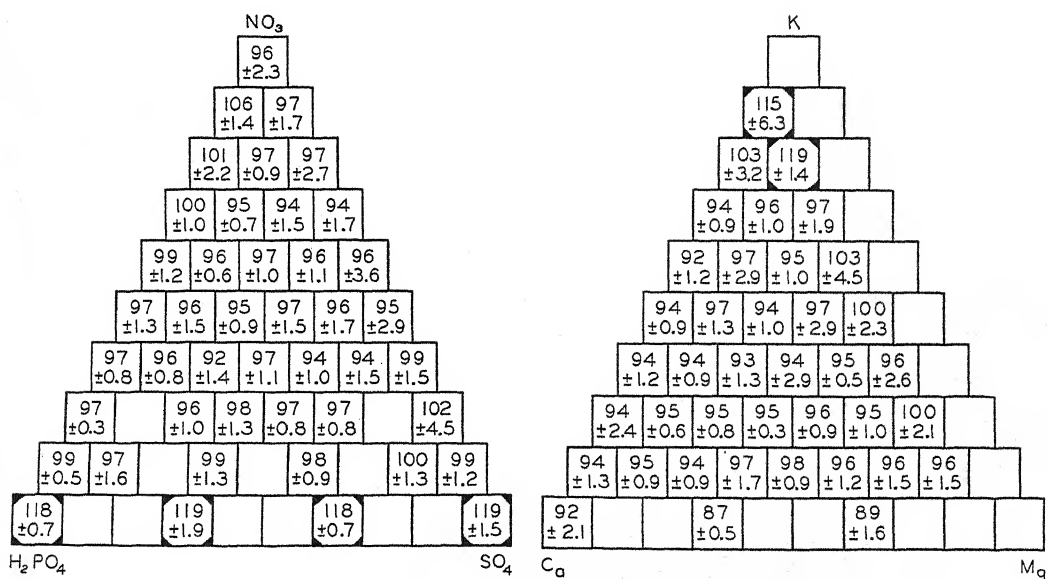 NO₃
96
±2.3
106 97
±1.4 ±1.7
101 97 97
±2.2 ±0.9 ±2.7
100 95 94 94
±1.0 ±0.7 ±1.5 ±1.7
99 96 97 96 96
±1.2 ±0.6 ±1.0 ±1.1 ±3.6
97 96 95 97 96 95
±1.3 ±1.5 ±0.9 ±1.5 ±1.7 ±2.9
97 96 92 97 94 94 99
±0.8 ±0.8 ±1.4 ±1.1 ±1.0 ±1.5 ±1.5
97 96 98 97 97 102
±0.3 ±1.0 ±1.3 ±0.8 ±0.8 ±4.5
99 97 99 98 100 99
±0.5 ±1.6 ±1.3 ±0.9 ±1.3 ±1.2
118 119 118 119
±0.7 ±1.9 ±0.7 ±1.5
H₂PO₄ SO₄
K
115
±6.3
103 119
±3.2 ±1.4
94 96 97
±0.9 ±1.0 ±1.9
92 97 95 103
±1.2 ±2.9 ±1.0 ±4.5
94 97 94 97 100
±0.9 ±1.3 ±1.0 ±2.9 ±2.3
94 94 93 94 95 96
±1.2 ±0.9 ±1.3 ±2.9 ±0.5 ±2.6
94 95 95 95 96 95 100
±2.4 ±0.6 ±0.8 ±0.3 ±0.9 ±1.0 ±2.1
94 95 94 97 98 96 96 96
±1.3 ±0.9 ±0.9 ±1.7 ±0.9 ±1.2 ±1.5 ±1.5
92 87 89
±2.1 ±0.5 ±1.6
Ca Mg